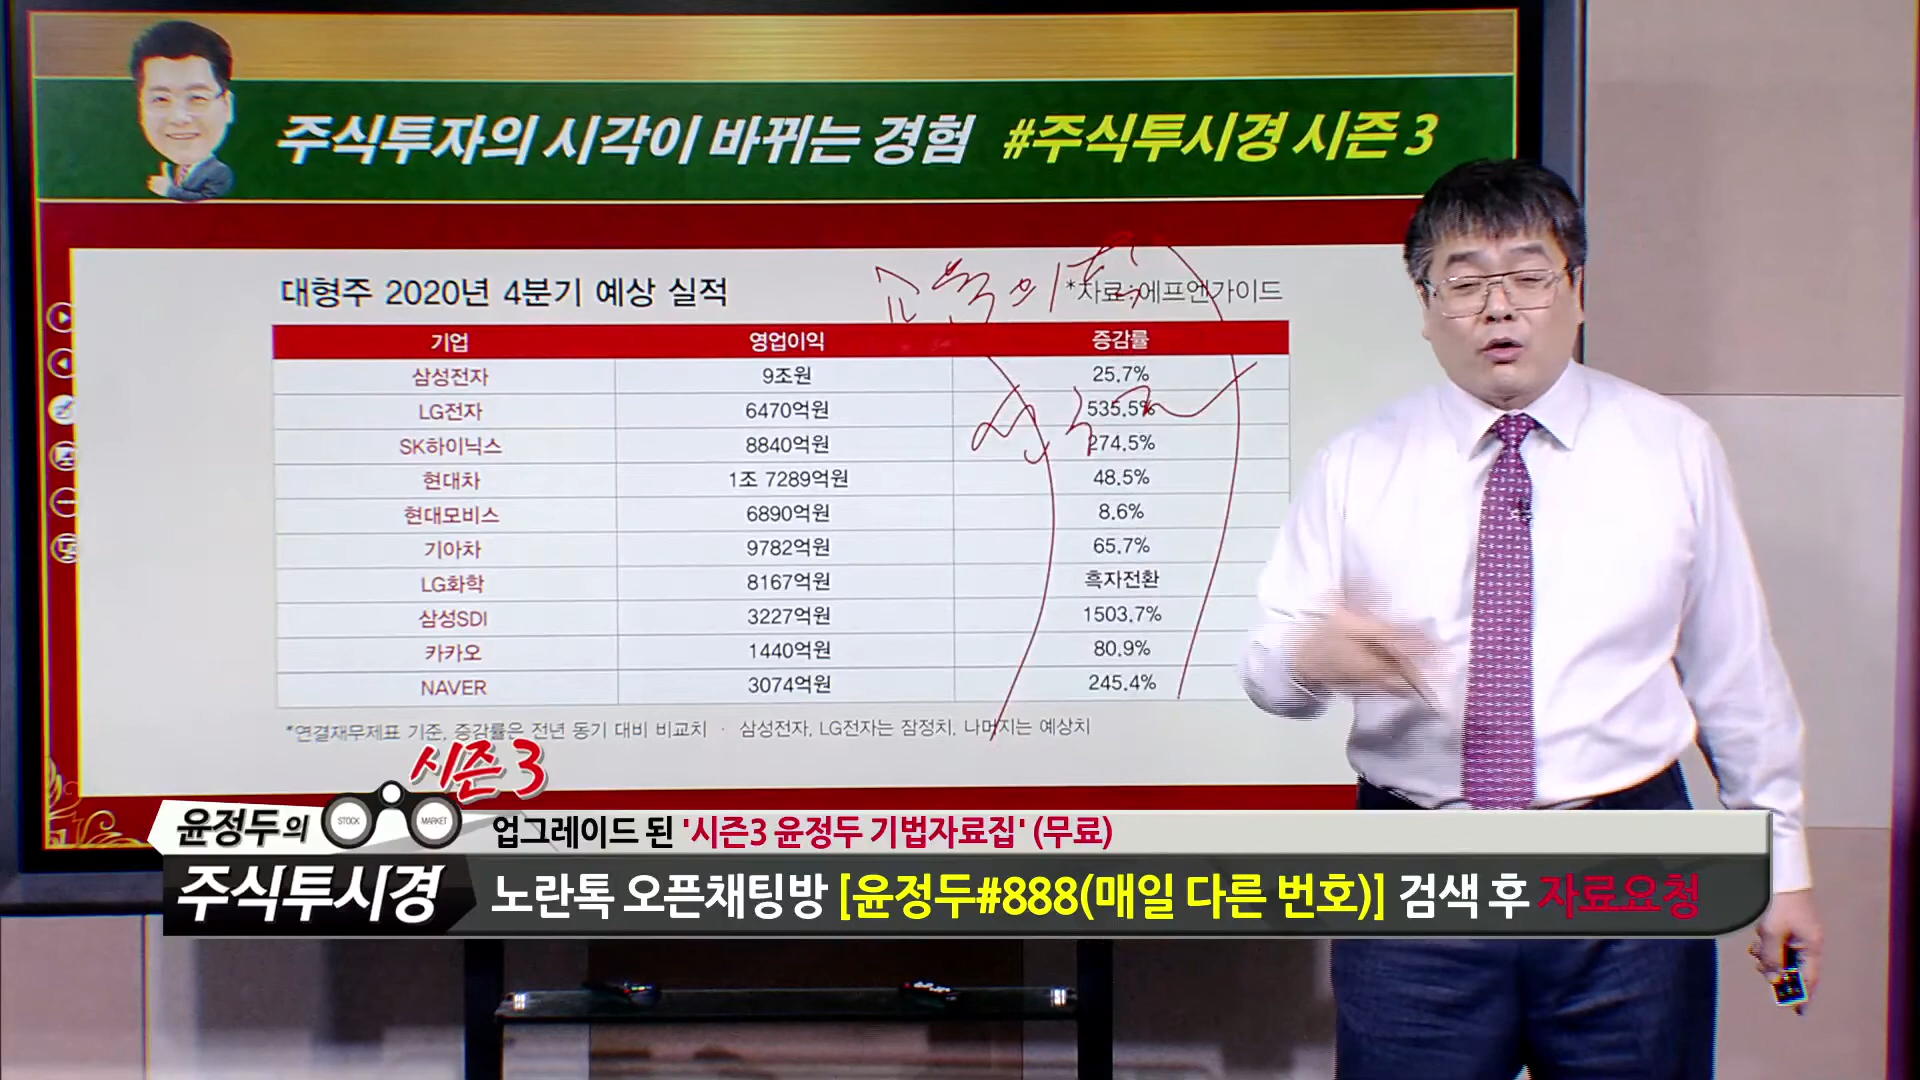 주식투자의 시각이 바뀌는 경험 #주식투시경 시즌 3
대형주 2020년 4분기 예상 실적
*자료:에프엔가이드
기업 영업이익 증감률
삼성전자 9조원 25.7%
LG전자 6470억원 535.5%
SK하이닉스 8840억원 274.5%
현대차 1조 7289억원 48.5%
현대모비스 6890억원 8.6%
기아차 9782억원 65.7%
LG화학 8167억원 흑자전환
삼성SDI 3227억원 1503.7%
카카오 1440억원 80.9%
NAVER 3074억원 245.4%
*연결재무제표 기준, 증감률은 전년 동기 대비 비교치 · 삼성전자, LG전자는 잠정치, 나머지는 예상치
시즌 3
윤정두의
STOCK MARKET
주식투시경
업그레이드 된 '시즌3 윤정두 기법자료집' (무료)
노란톡 오픈채팅방 [윤정두#888(매일 다른 번호)] 검색 후 자료요청